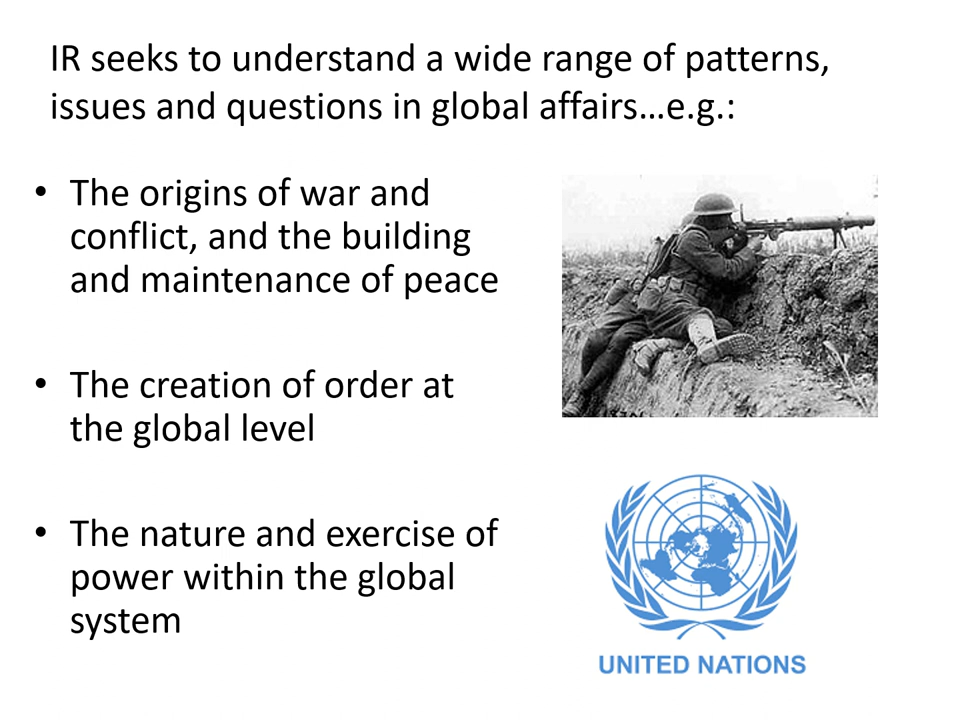 IR seeks to understand a wide range of patterns,
issues and questions in global affairs…e.g.:
• The origins of war and
conflict, and the building
and maintenance of peace
• The creation of order at
the global level
• The nature and exercise of
power within the global
system
UNITED NATIONS